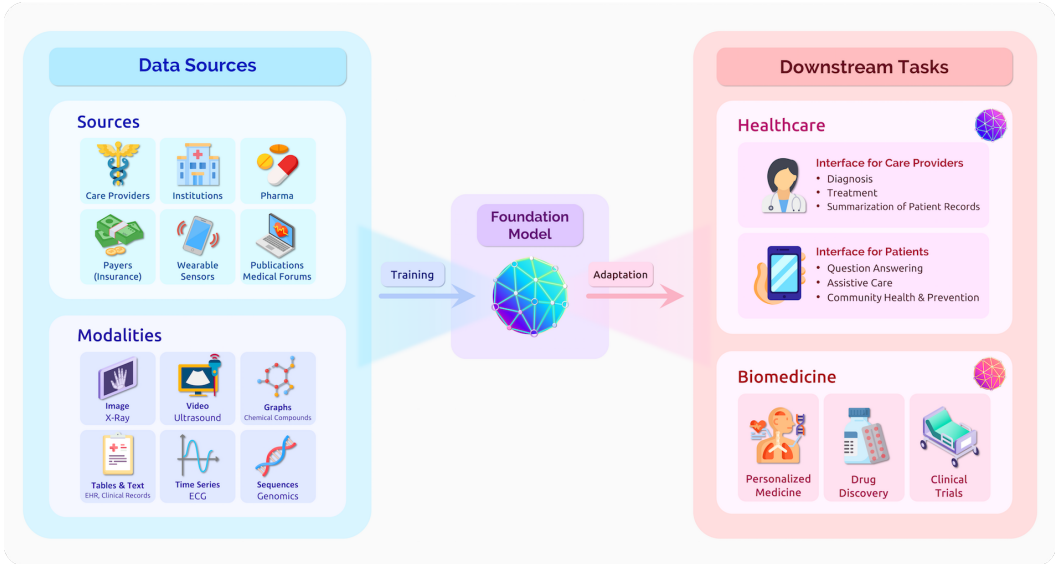 Data Sources
Sources
Care Providers
Institutions
Pharma
Payers
(Insurance)
Wearable
Sensors
Publications
Medical Forums
Modalities
Image
X-Ray
Video
Ultrasound
Graphs
Chemical Compounds
Tables & Text
EHR, Clinical Records
Time Series
ECG
Sequences
Genomics
Training
Foundation
Model
Adaptation
Downstream Tasks
Healthcare
Interface for Care Providers
• Diagnosis
• Treatment
• Summarization of Patient Records
Interface for Patients
• Question Answering
• Assistive Care
• Community Health & Prevention
Biomedicine
Personalized
Medicine
Drug
Discovery
Clinical
Trials